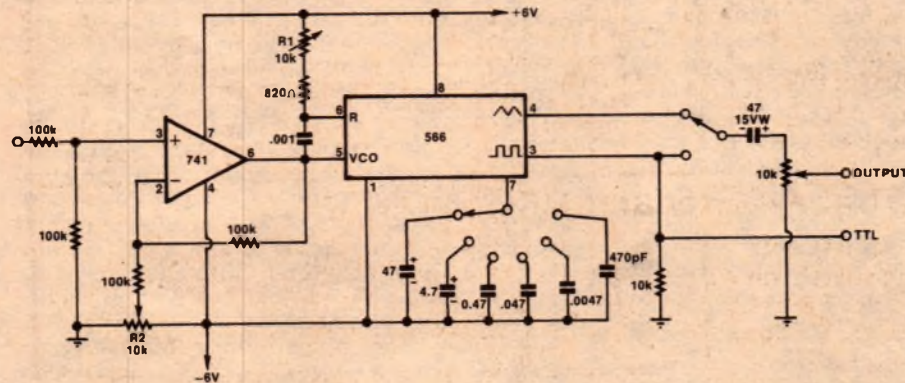 +6V
R1
10k
820Ω
8
6
R
4
47
15VW
- +
100k
3
+
7
.001
566
741
6
5
VCO
3
10k
OUTPUT
−
2
4
1
7
100k
100k
470pF
TTL
100k
47
+
−
4.7
+
−
0.47
.047
.0047
10k
R2
10k
−6V